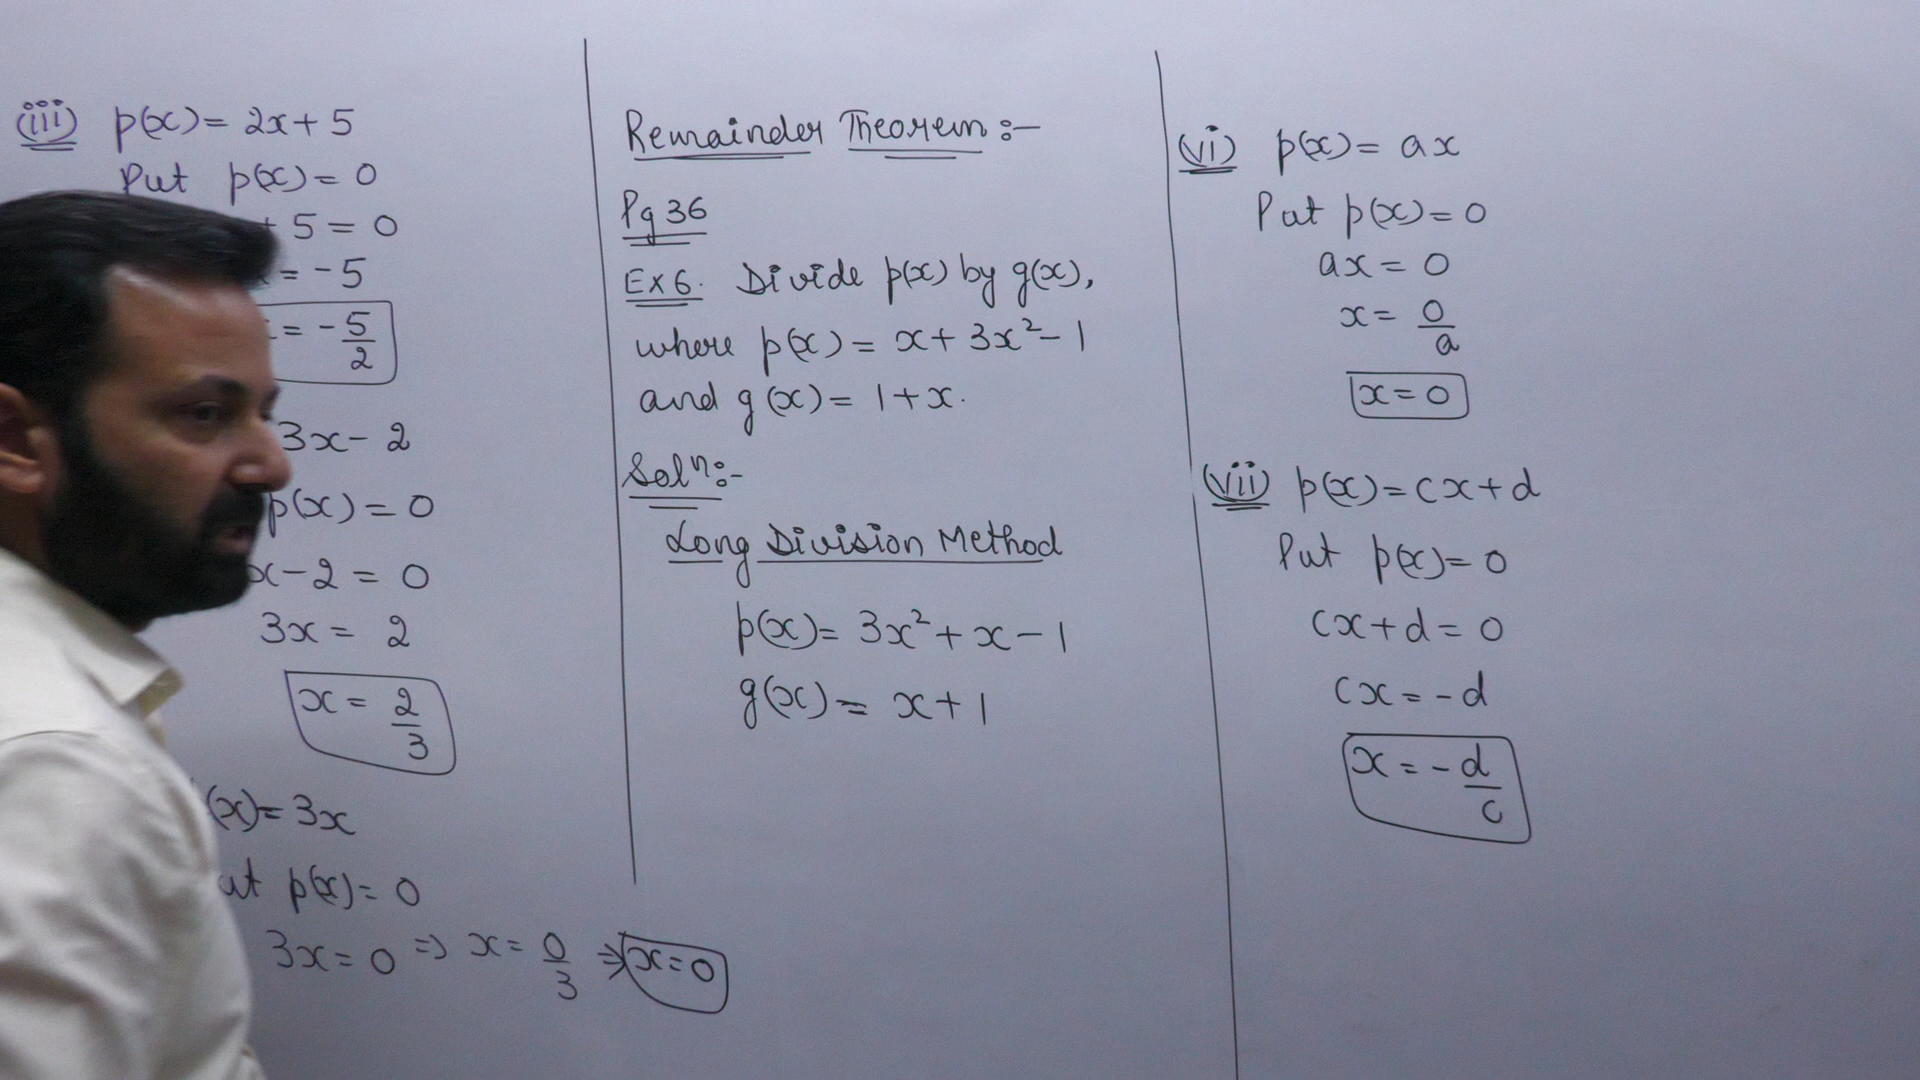 (iii) p(x) = 2x + 5
Put p(x) = 0
+ 5 = 0
= -5
= -5/2
3x - 2
p(x) = 0
x - 2 = 0
3x = 2
x = 2/3
(x) = 3x
ut p(x) = 0
3x = 0 => x = 0/3 => x = 0
Remainder Theorem :-
Pg 36
Ex 6. Divide p(x) by g(x),
where p(x) = x + 3x² - 1
and g(x) = 1 + x.
Solⁿ:-
Long Division Method
p(x) = 3x² + x - 1
g(x) = x + 1
(vi) p(x) = ax
Put p(x) = 0
ax = 0
x = 0/a
x = 0
(vii) p(x) = cx + d
Put p(x) = 0
cx + d = 0
cx = -d
x = -d/c